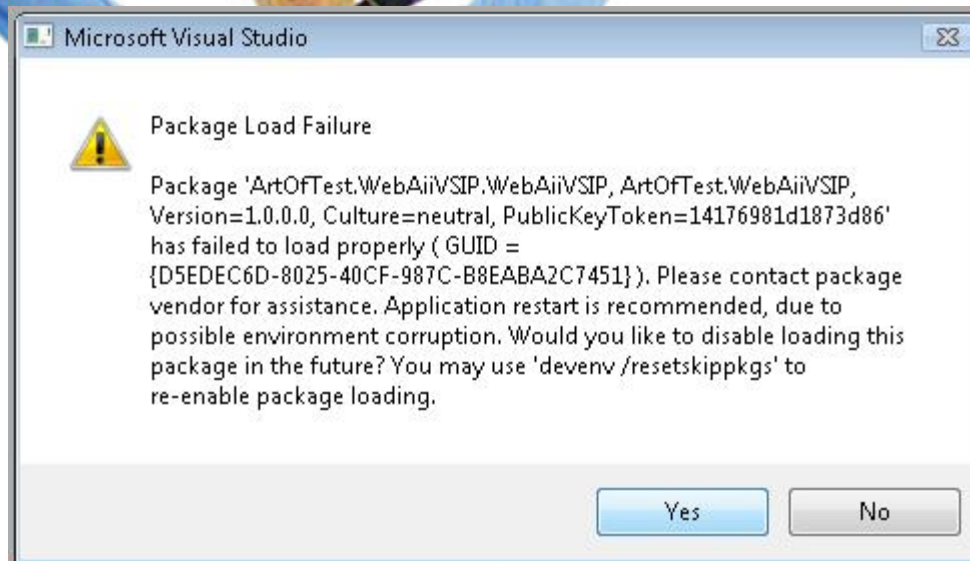 Microsoft Visual Studio
Package Load Failure
Package 'ArtOfTest.WebAiiVSIP.WebAiiVSIP, ArtOfTest.WebAiiVSIP,
Version=1.0.0.0, Culture=neutral, PublicKeyToken=14176981d1873d86'
has failed to load properly ( GUID =
{D5EDEC6D-8025-40CF-987C-B8EABA2C7451} ). Please contact package
vendor for assistance. Application restart is recommended, due to
possible environment corruption. Would you like to disable loading this
package in the future? You may use 'devenv /resetskippkgs' to
re-enable package loading.
Yes
No